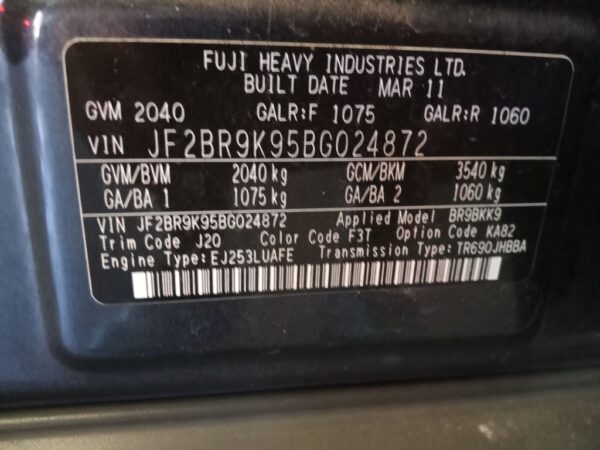 FUJI HEAVY INDUSTRIES LTD.
BUILT DATE MAR 11
GVM 2040 GALR:F 1075 GALR:R 1060
VIN JF2BR9K95BG024872
GVM/BVM 2040 kg GCM/BKM 3540 kg
GA/BA 1 1075 kg GA/BA 2 1060 kg
VIN JF2BR9K95BG024872 Applied Model BR9BKK9
Trim Code J20 Color Code F3T Option Code KA82
Engine Type:EJ253LUAFE Transmission Type:TR690JHBBA